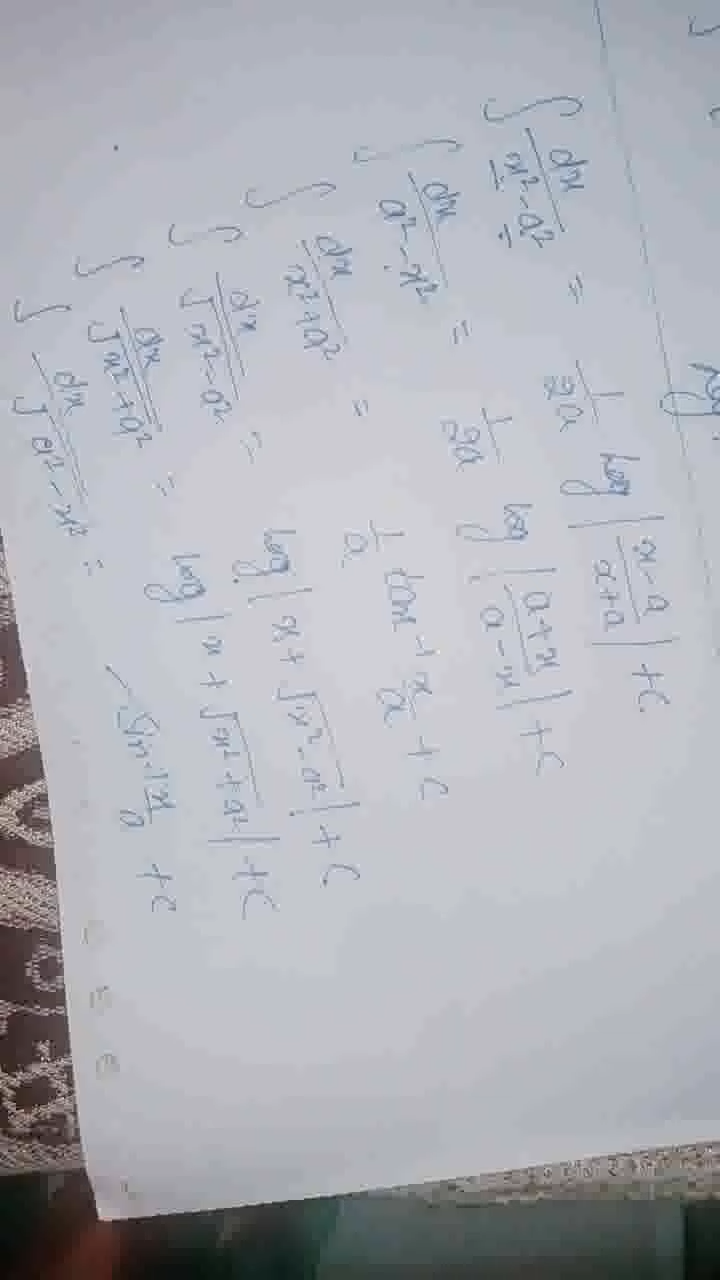 ∫ dx/(x² - a²) = 1/2a log |(x-a)/(x+a)| + c
∫ dx/(a² - x²) = 1/2a log |(a+x)/(a-x)| + c
∫ dx/(x² + a²) = 1/a tan⁻¹ x/a + c
∫ dx/√(x² - a²) = log |x + √(x² - a²)| + c
∫ dx/√(x² + a²) = log |x + √(x² + a²)| + c
∫ dx/√(a² - x²) = sin⁻¹ x/a + c